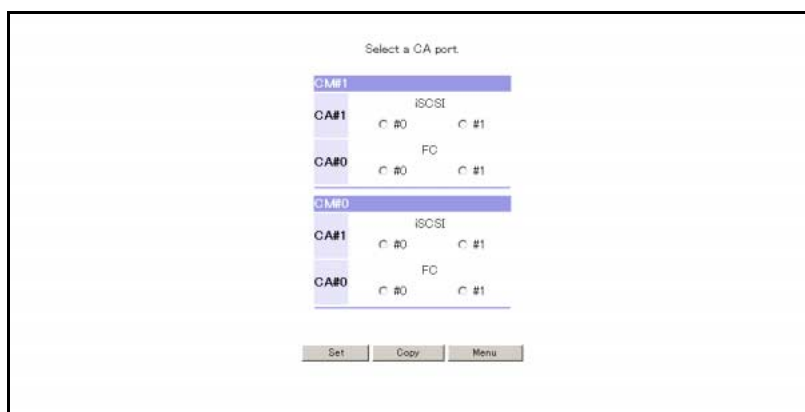 Select a CA port.
CM#1
CA#1
iSCSI
#0 #1
CA#0
FC
#0 #1
CM#0
CA#1
iSCSI
#0 #1
CA#0
FC
#0 #1
Set Copy Menu